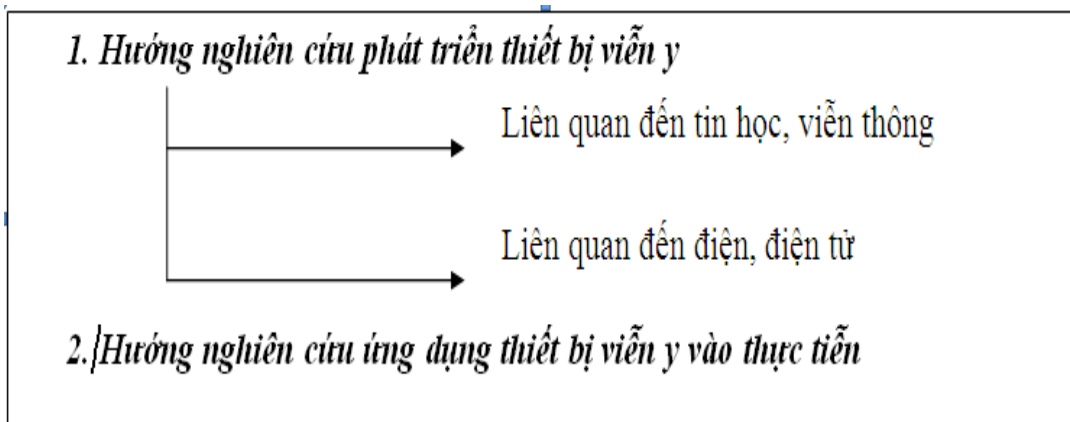 1. Hướng nghiên cứu phát triển thiết bị viễn y
Liên quan đến tin học, viễn thông
Liên quan đến điện, điện tử
2. Hướng nghiên cứu ứng dụng thiết bị viễn y vào thực tiễn